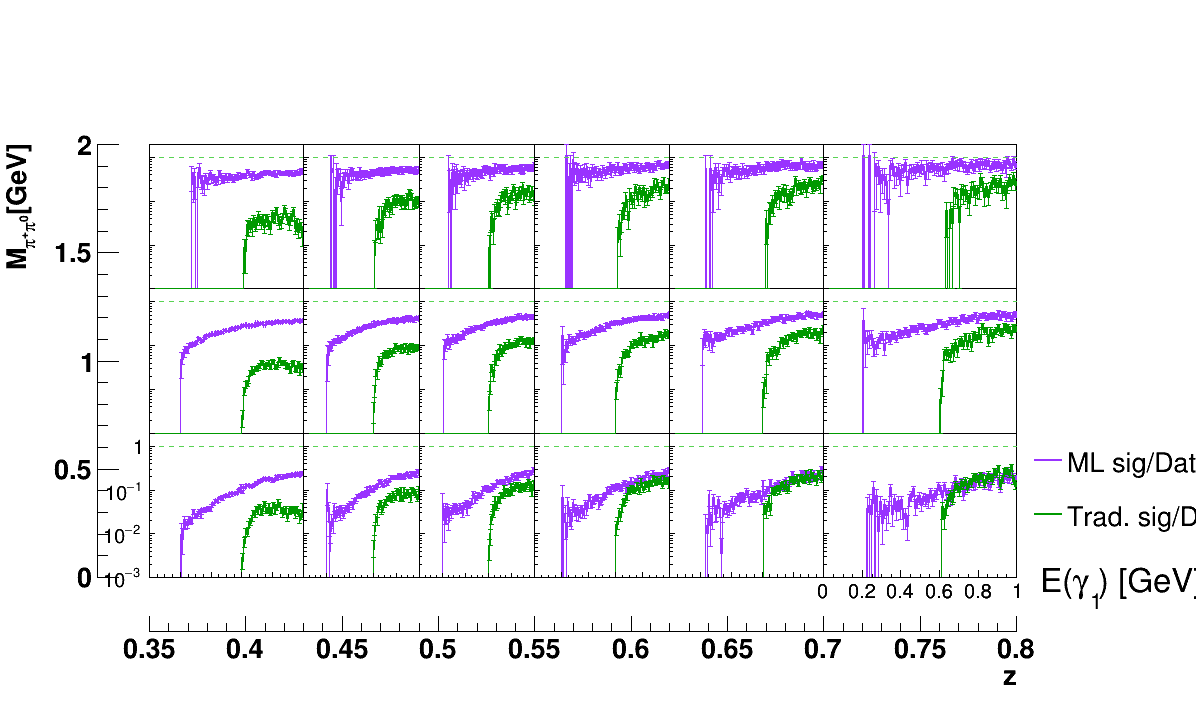 M π⁺π⁰ [GeV]
2
1.5
1
0.5
0
1
10⁻¹
10⁻²
10⁻³
ML sig/Dat
Trad. sig/D
E(γ₁) [GeV]
0 0.2 0.4 0.6 0.8 1
0.35 0.4 0.45 0.5 0.55 0.6 0.65 0.7 0.75 0.8
z